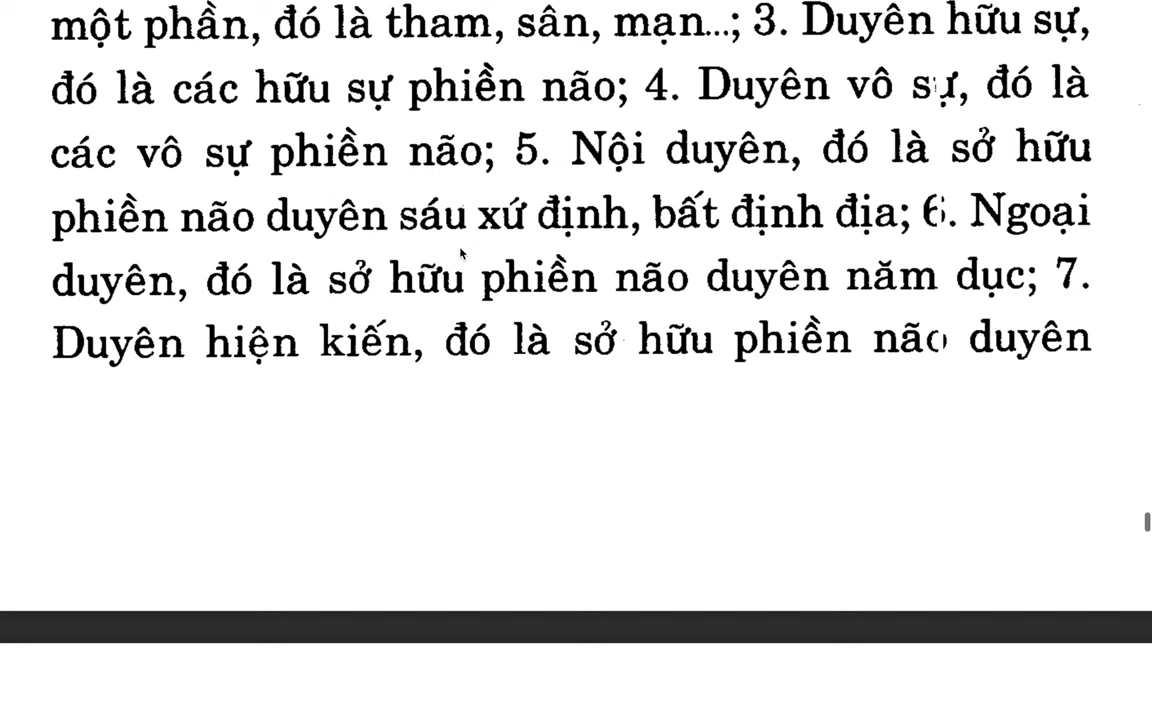 một phần, đó là tham, sân, mạn...; 3. Duyên hữu sự,
đó là các hữu sự phiền não; 4. Duyên vô sự, đó là
các vô sự phiền não; 5. Nội duyên, đó là sở hữu
phiền não duyên sáu xứ định, bất định địa; 6. Ngoại
duyên, đó là sở hữu phiền não duyên năm dục; 7.
Duyên hiện kiến, đó là sở hữu phiền não duyên